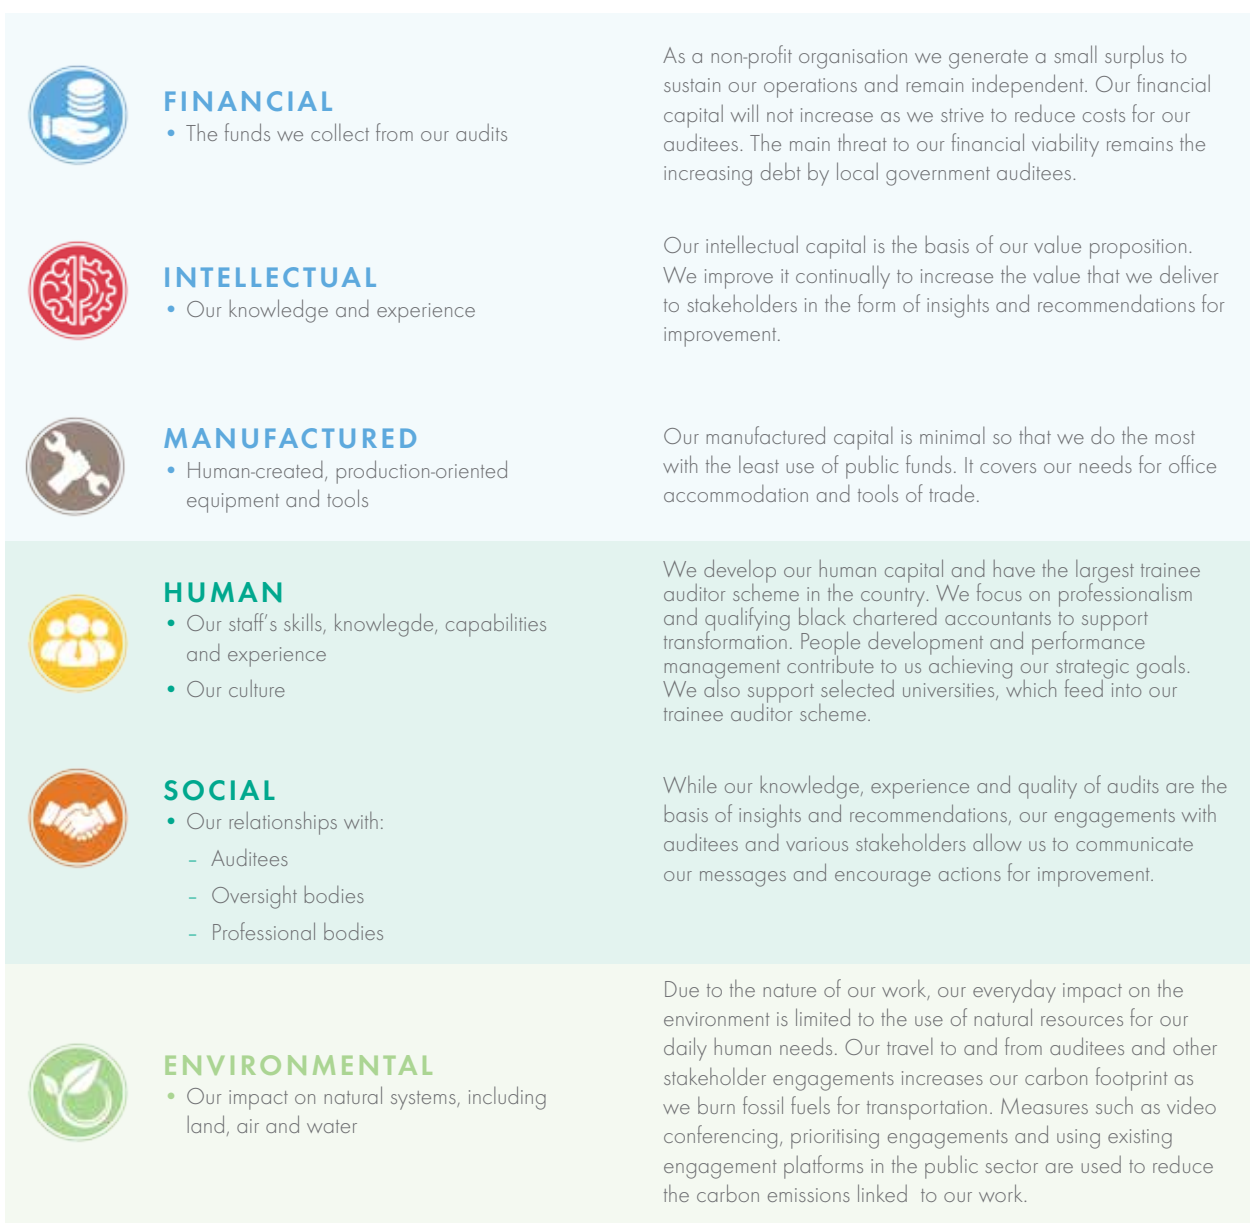 FINANCIAL
• The funds we collect from our audits
As a non-profit organisation we generate a small surplus to
sustain our operations and remain independent. Our financial
capital will not increase as we strive to reduce costs for our
auditees. The main threat to our financial viability remains the
increasing debt by local government auditees.
INTELLECTUAL
• Our knowledge and experience
Our intellectual capital is the basis of our value proposition.
We improve it continually to increase the value that we deliver
to stakeholders in the form of insights and recommendations for
improvement.
MANUFACTURED
• Human-created, production-oriented
equipment and tools
Our manufactured capital is minimal so that we do the most
with the least use of public funds. It covers our needs for office
accommodation and tools of trade.
HUMAN
• Our staff's skills, knowlegde, capabilities
and experience
• Our culture
We develop our human capital and have the largest trainee
auditor scheme in the country. We focus on professionalism
and qualifying black chartered accountants to support
transformation. People development and performance
management contribute to us achieving our strategic goals.
We also support selected universities, which feed into our
trainee auditor scheme.
SOCIAL
• Our relationships with:
– Auditees
– Oversight bodies
– Professional bodies
While our knowledge, experience and quality of audits are the
basis of insights and recommendations, our engagements with
auditees and various stakeholders allow us to communicate
our messages and encourage actions for improvement.
ENVIRONMENTAL
• Our impact on natural systems, including
land, air and water
Due to the nature of our work, our everyday impact on the
environment is limited to the use of natural resources for our
daily human needs. Our travel to and from auditees and other
stakeholder engagements increases our carbon footprint as
we burn fossil fuels for transportation. Measures such as video
conferencing, prioritising engagements and using existing
engagement platforms in the public sector are used to reduce
the carbon emissions linked to our work.